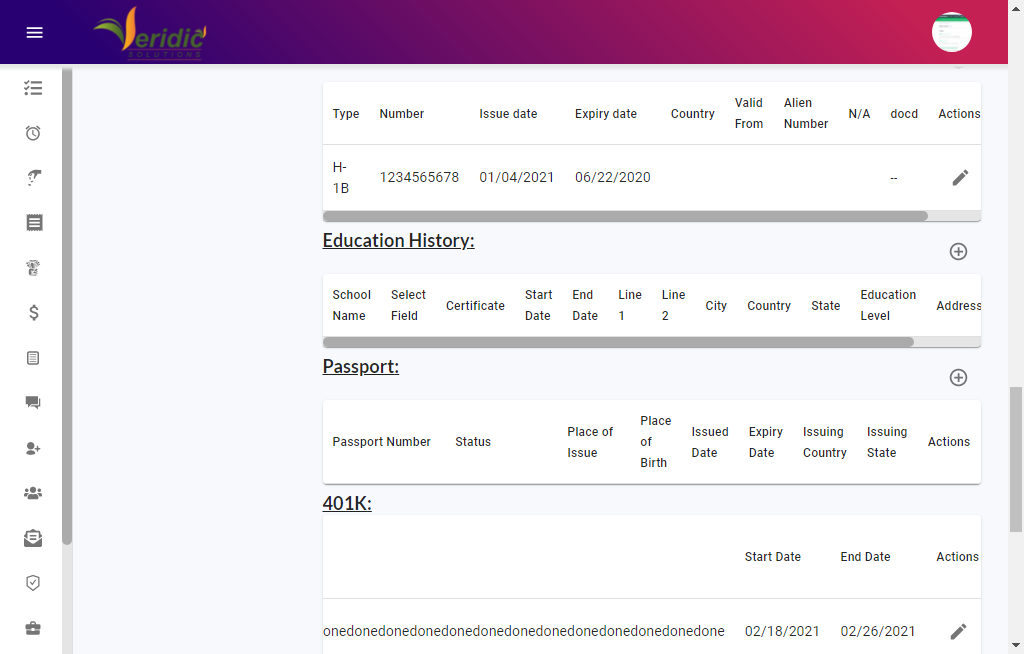 Veridic
SOLUTIONS
Type Number Issue date Expiry date Country Valid From Alien Number N/A docd Actions
H-1B 1234565678 01/04/2021 06/22/2020 --
Education History:
School Name Select Field Certificate Start Date End Date Line 1 Line 2 City Country State Education Level Address
Passport:
Passport Number Status Place of Issue Place of Birth Issued Date Expiry Date Issuing Country Issuing State Actions
401K:
Start Date End Date Actions
onedonedonedonedonedonedonedonedonedonedonedonedone 02/18/2021 02/26/2021